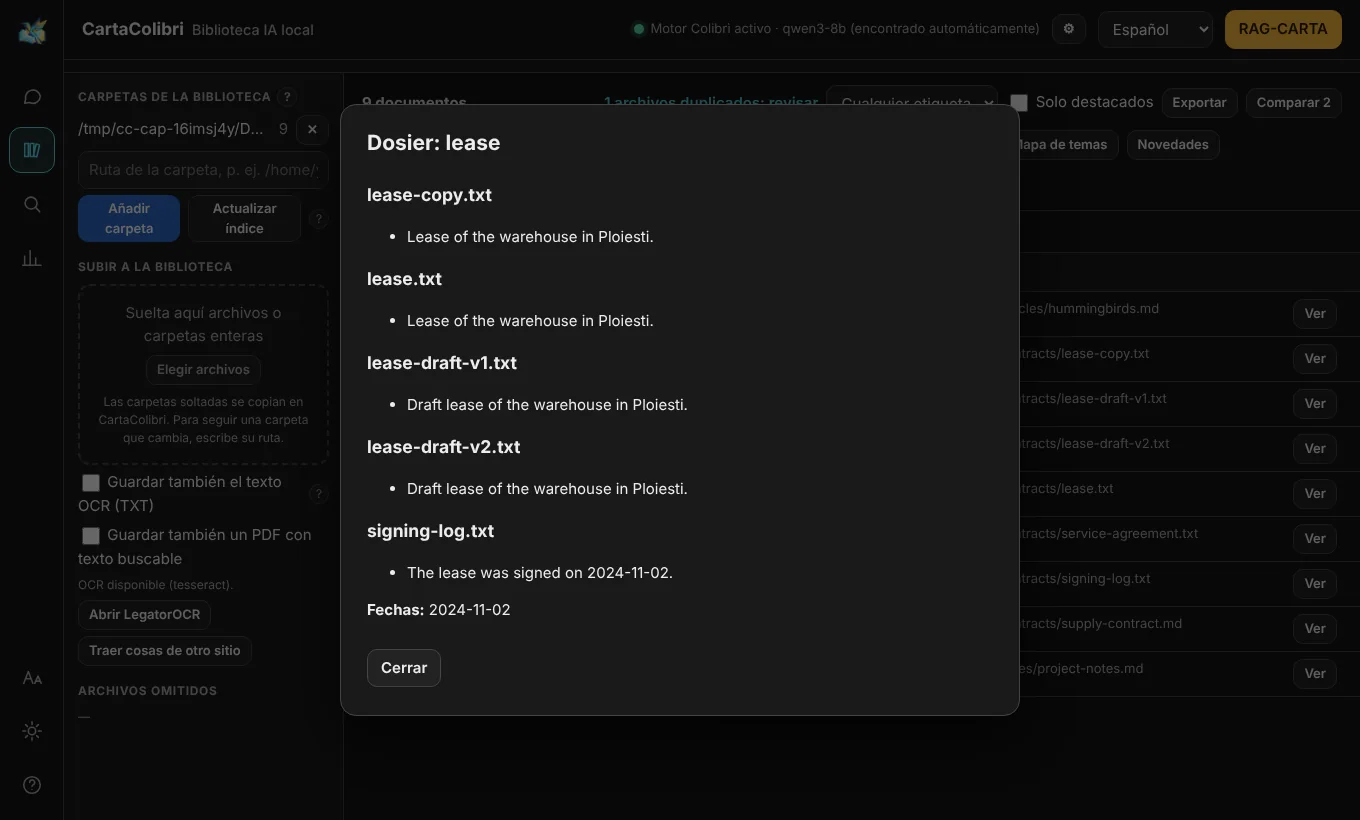 CartaColibri Biblioteca IA local
Motor Colibri activo · qwen3-8b (encontrado automáticamente)
⚙
Español
RAG-CARTA
CARPETAS DE LA BIBLIOTECA ?
/tmp/cc-cap-16imsj4y/D... 9 ×
Ruta de la carpeta, p. ej. /home/
Añadir carpeta
Actualizar índice
?
SUBIR A LA BIBLIOTECA
Suelta aquí archivos o
carpetas enteras
Elegir archivos
Las carpetas soltadas se copian en
CartaColibri. Para seguir una carpeta
que cambia, escribe su ruta.
Guardar también el texto
OCR (TXT)
?
Guardar también un PDF con
texto buscable
OCR disponible (tesseract).
Abrir LegatorOCR
Traer cosas de otro sitio
ARCHIVOS OMITIDOS
—
9 documentos
1 archivos duplicados: revisar
Cualquier etiqueta
Solo destacados
Exportar
Comparar 2
Mapa de temas
Novedades
Dosier: lease
lease-copy.txt
• Lease of the warehouse in Ploiesti.
lease.txt
• Lease of the warehouse in Ploiesti.
lease-draft-v1.txt
• Draft lease of the warehouse in Ploiesti.
lease-draft-v2.txt
• Draft lease of the warehouse in Ploiesti.
signing-log.txt
• The lease was signed on 2024-11-02.
Fechas: 2024-11-02
Cerrar
cles/hummingbirds.md Ver
tracts/lease-copy.txt Ver
tracts/lease-draft-v1.txt Ver
tracts/lease-draft-v2.txt Ver
tracts/lease.txt Ver
tracts/service-agreement.txt Ver
tracts/signing-log.txt Ver
tracts/supply-contract.md Ver
es/project-notes.md Ver
AA
?